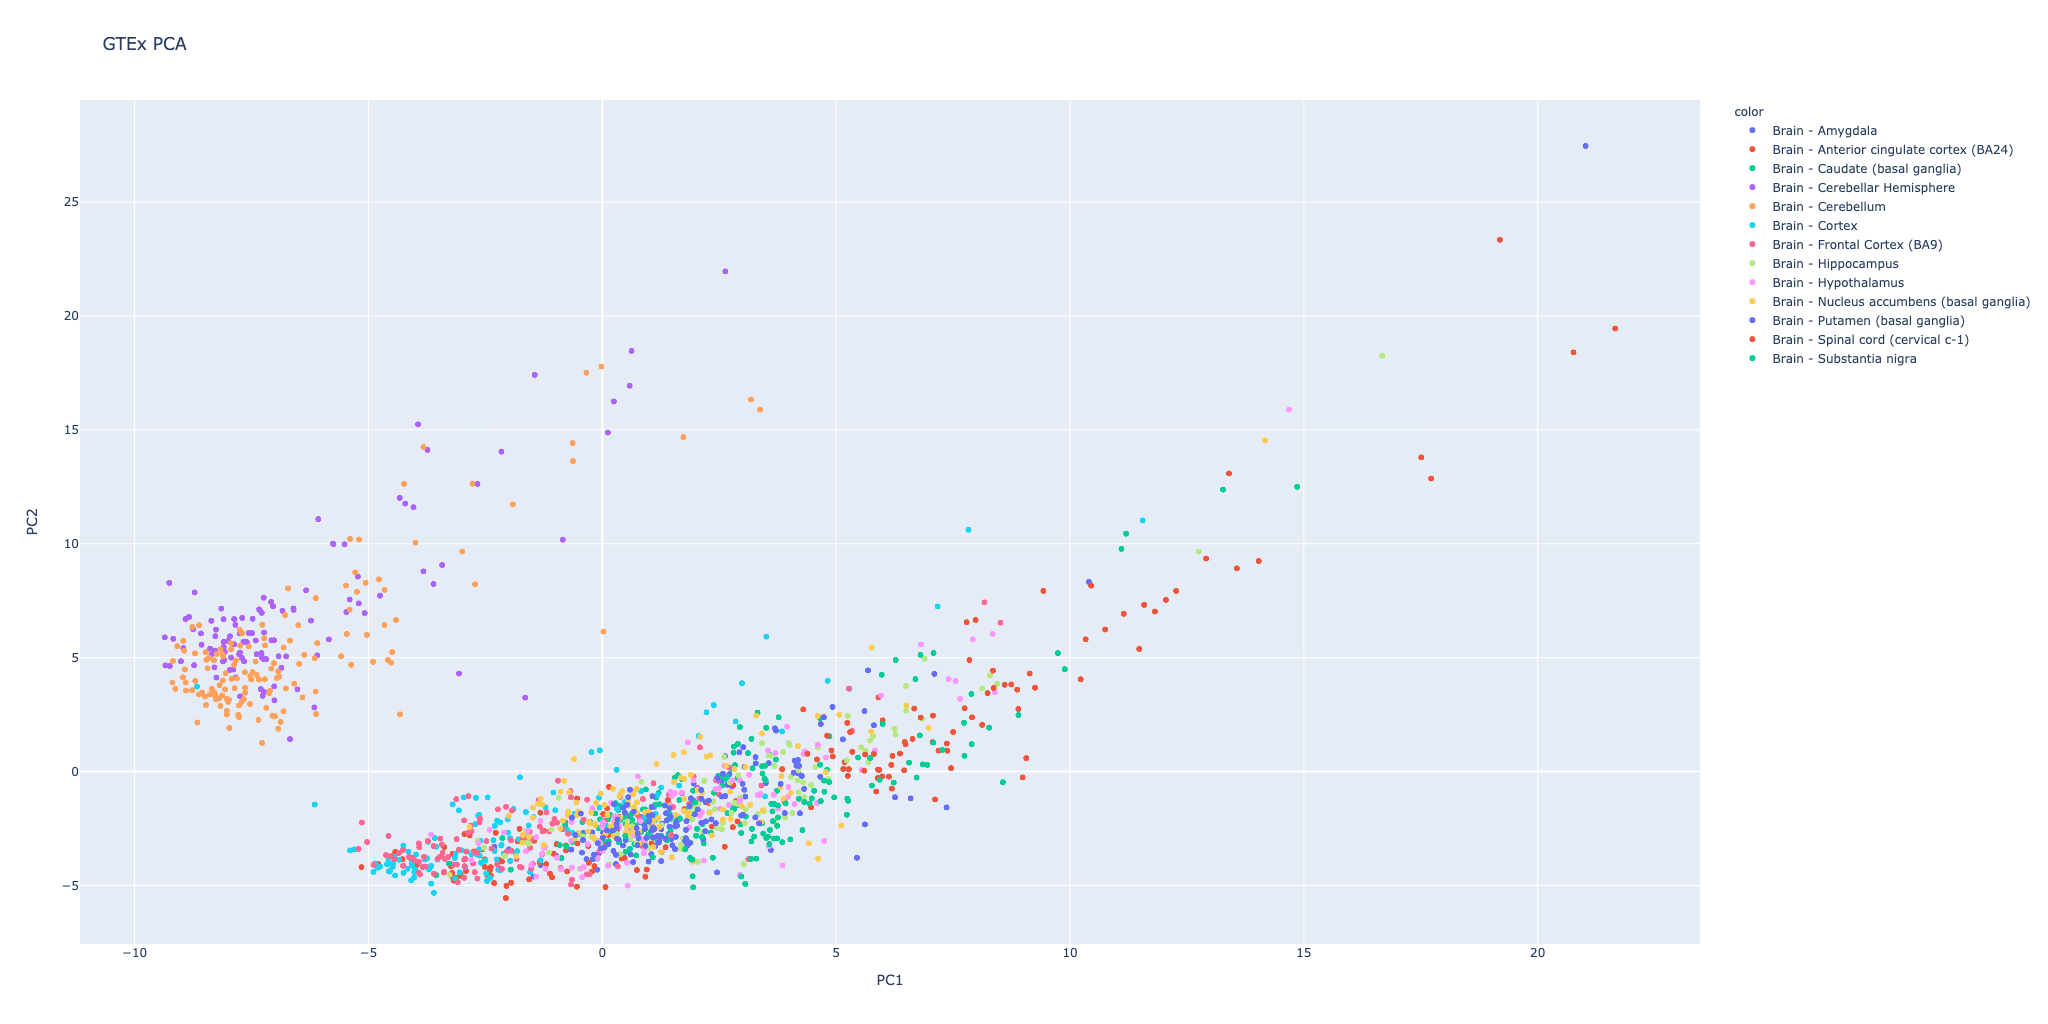 GTEx PCA
color
Brain - Amygdala
Brain - Anterior cingulate cortex (BA24)
Brain - Caudate (basal ganglia)
Brain - Cerebellar Hemisphere
Brain - Cerebellum
Brain - Cortex
Brain - Frontal Cortex (BA9)
Brain - Hippocampus
Brain - Hypothalamus
Brain - Nucleus accumbens (basal ganglia)
Brain - Putamen (basal ganglia)
Brain - Spinal cord (cervical c-1)
Brain - Substantia nigra
25
20
15
10
5
0
−5
PC2
−10 −5 0 5 10 15 20
PC1